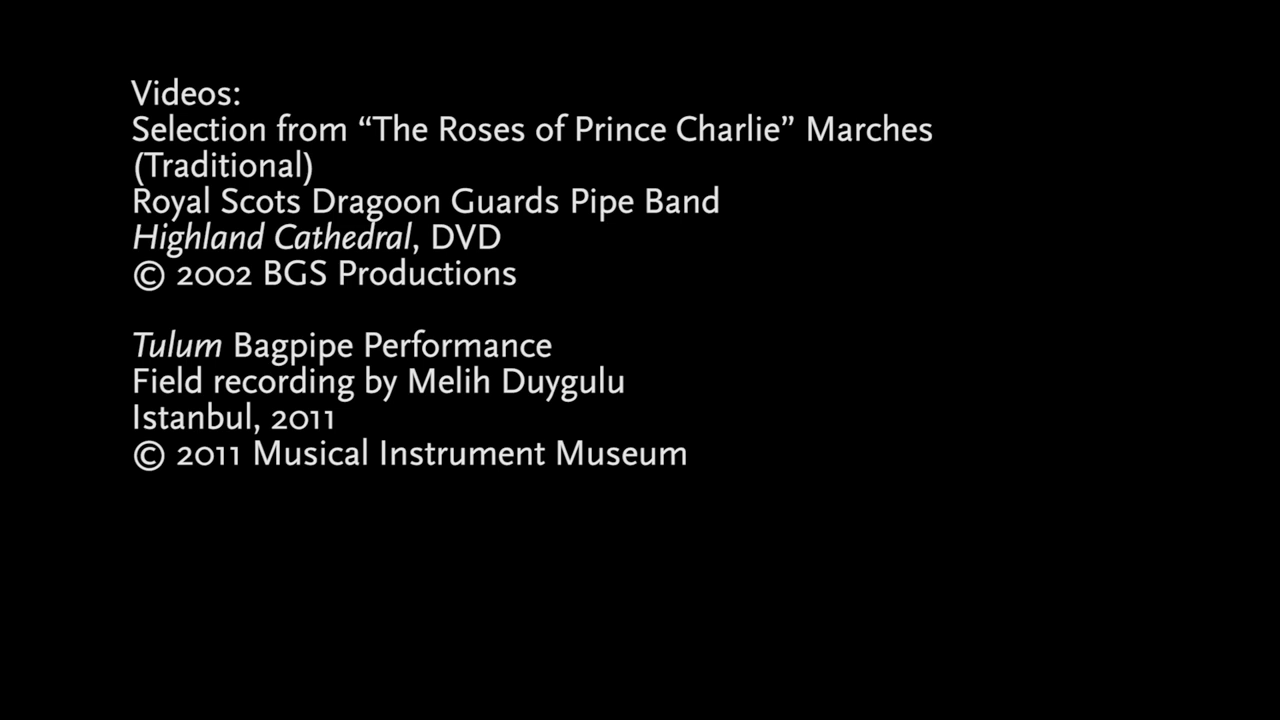 Videos:
Selection from “The Roses of Prince Charlie” Marches
(Traditional)
Royal Scots Dragoon Guards Pipe Band
Highland Cathedral, DVD
© 2002 BGS Productions
Tulum Bagpipe Performance
Field recording by Melih Duygulu
Istanbul, 2011
© 2011 Musical Instrument Museum